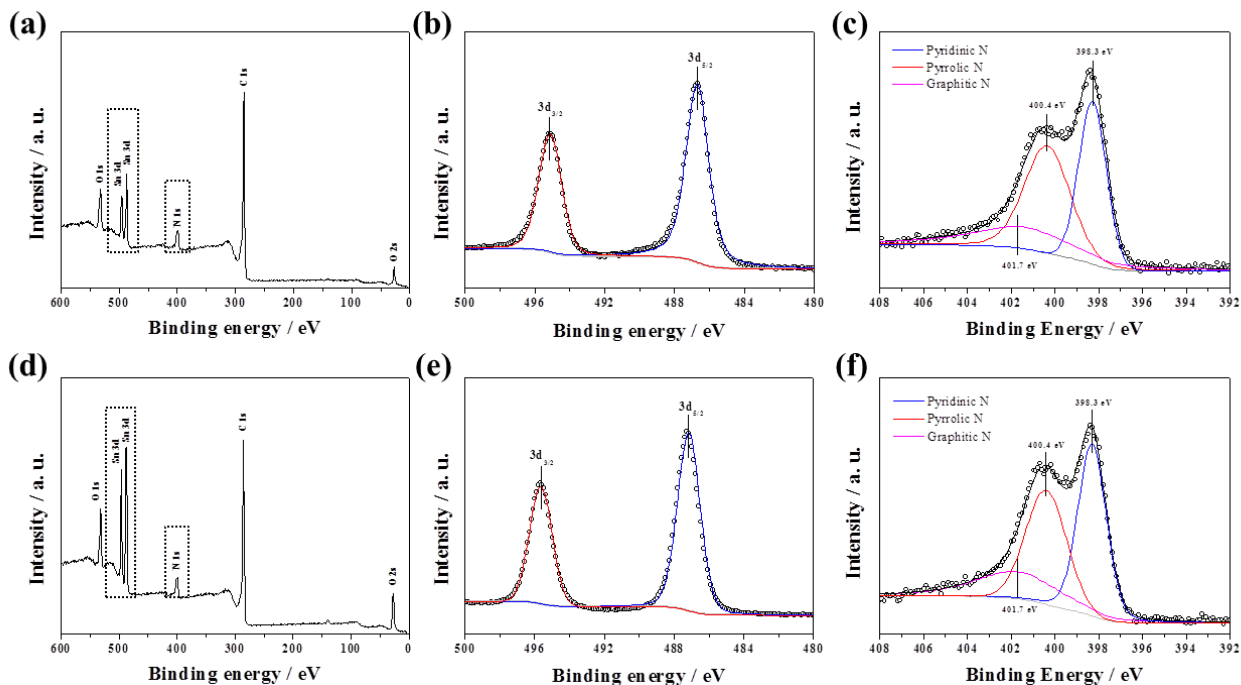 (a)
Intensity / a. u.
O 1s
Sn 3d
Sn 3d
N 1s
C 1s
O 2s
600 500 400 300 200 100 0
Binding energy / eV
(b)
Intensity / a. u.
3d3/2
3d5/2
500 496 492 488 484 480
Binding energy / eV
(c)
Intensity / a. u.
Pyridinic N
Pyrrolic N
Graphitic N
398.3 eV
400.4 eV
401.7 eV
408 406 404 402 400 398 396 394 392
Binding Energy / eV
(d)
Intensity / a. u.
O 1s
Sn 3d
Sn 3d
N 1s
C 1s
O 2s
600 500 400 300 200 100 0
Binding energy / eV
(e)
Intensity / a. u.
3d3/2
3d5/2
500 496 492 488 484 480
Binding energy / eV
(f)
Intensity / a. u.
Pyridinic N
Pyrrolic N
Graphitic N
398.3 eV
400.4 eV
401.7 eV
408 406 404 402 400 398 396 394 392
Binding Energy / eV